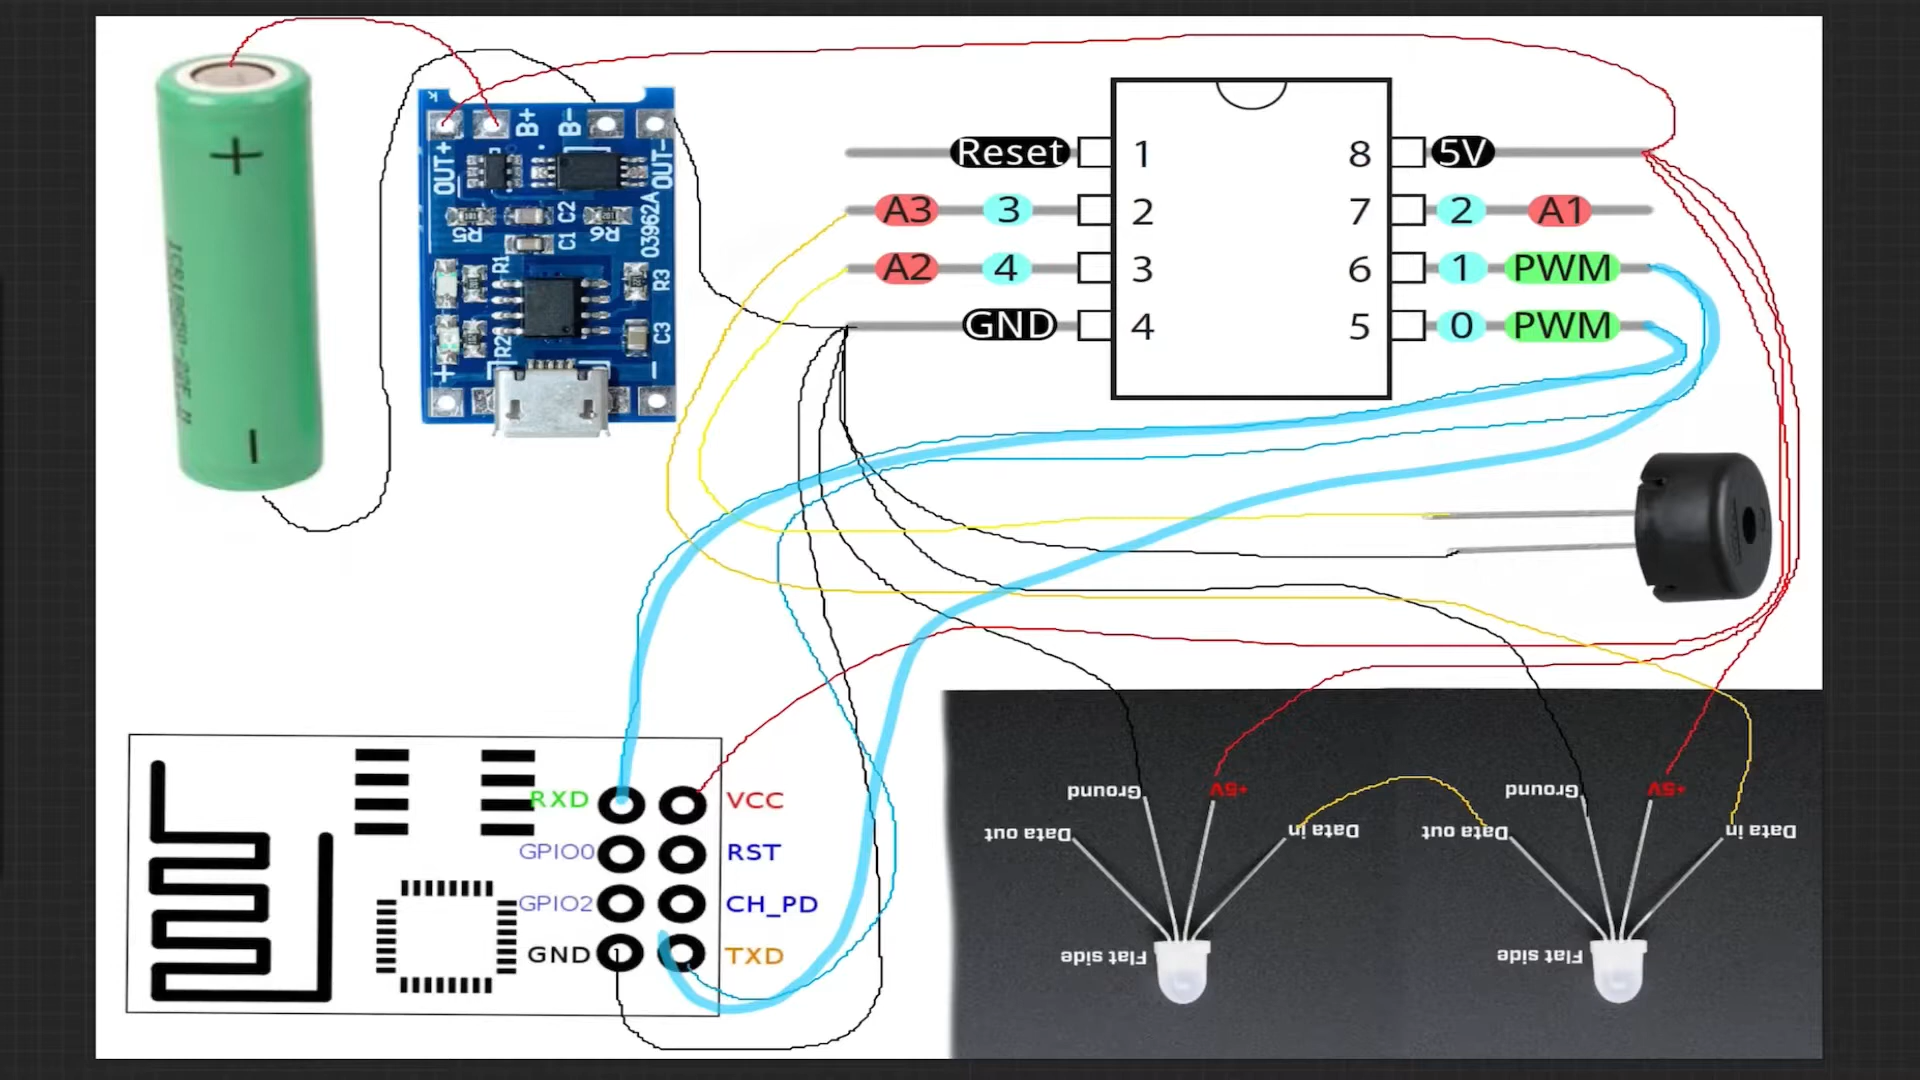 +
ICR18650-22F M
OUT+
B+
B-
OUT-
03962A
R5
C2
R6
C1
R1
R3
R2
C3
+
-
Reset 1
8 5V
A3 3 2
7 2 A1
A2 4 3
6 1 PWM
GND 4
5 0 PWM
RXD
VCC
GPIO0
RST
GPIO2
CH_PD
GND
TXD
Ground
+5V
Data out
Data in
Flat side
Ground
+5V
Data out
Data in
Flat side